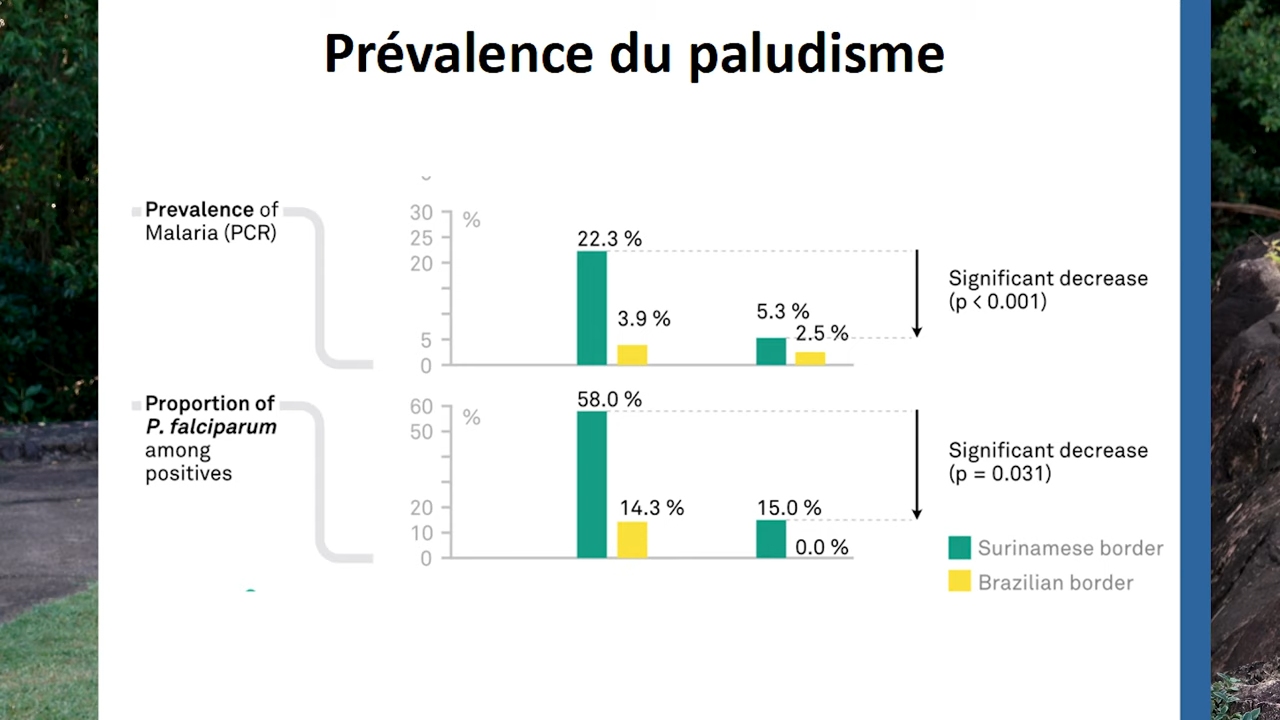 Prévalence du paludisme
Prevalence of
Malaria (PCR)
30
25
20
5
0
%
22.3 %
3.9 %
5.3 %
2.5 %
Significant decrease
(p < 0.001)
Proportion of
P. falciparum
among
positives
60
50
20
10
0
%
58.0 %
14.3 %
15.0 %
0.0 %
Significant decrease
(p = 0.031)
Surinamese border
Brazilian border